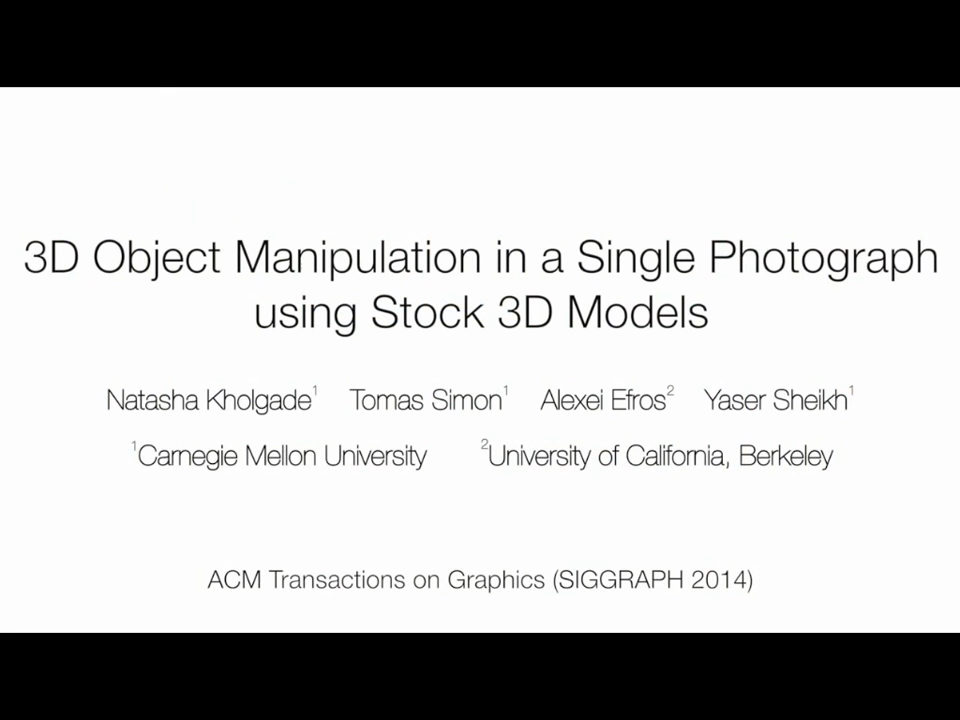 3D Object Manipulation in a Single Photograph
using Stock 3D Models
Natasha Kholgade¹ Tomas Simon¹ Alexei Efros² Yaser Sheikh¹
¹Carnegie Mellon University ²University of California, Berkeley
ACM Transactions on Graphics (SIGGRAPH 2014)